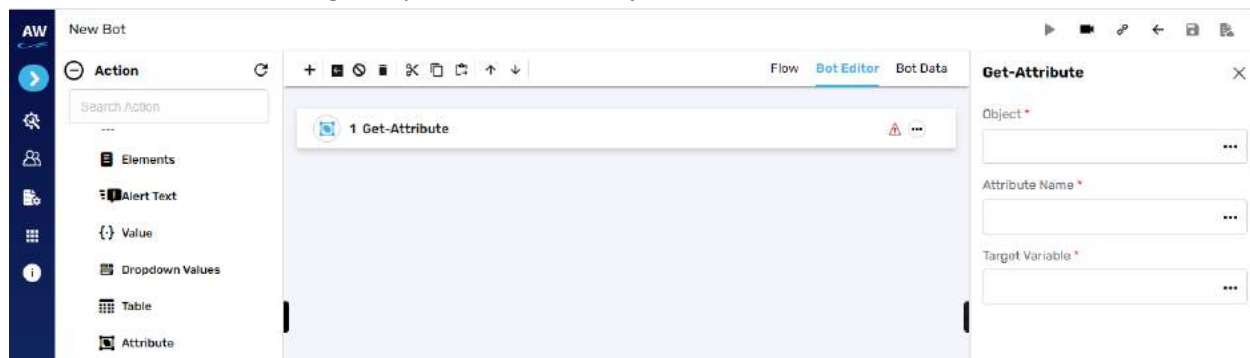 AW
New Bot
Action
Search Action
Elements
Alert Text
{·} Value
Dropdown Values
Table
Attribute
Flow Bot Editor Bot Data
1 Get-Attribute
Get-Attribute
Object *
Attribute Name *
Target Variable *